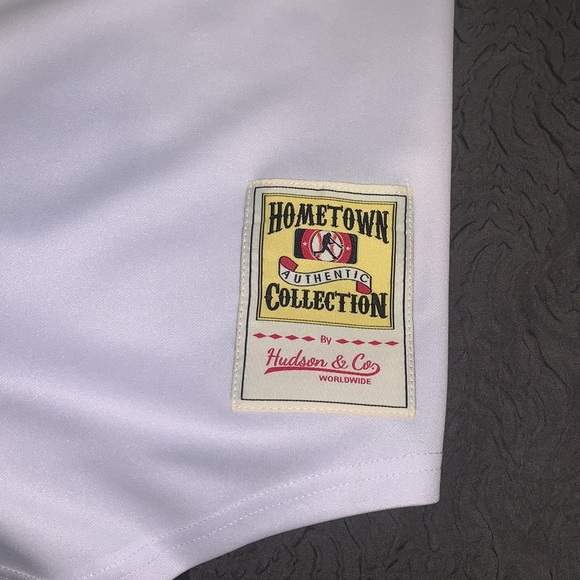 HOMETOWN
AUTHENTIC
COLLECTION
By
Hudson & Co.
WORLDWIDE